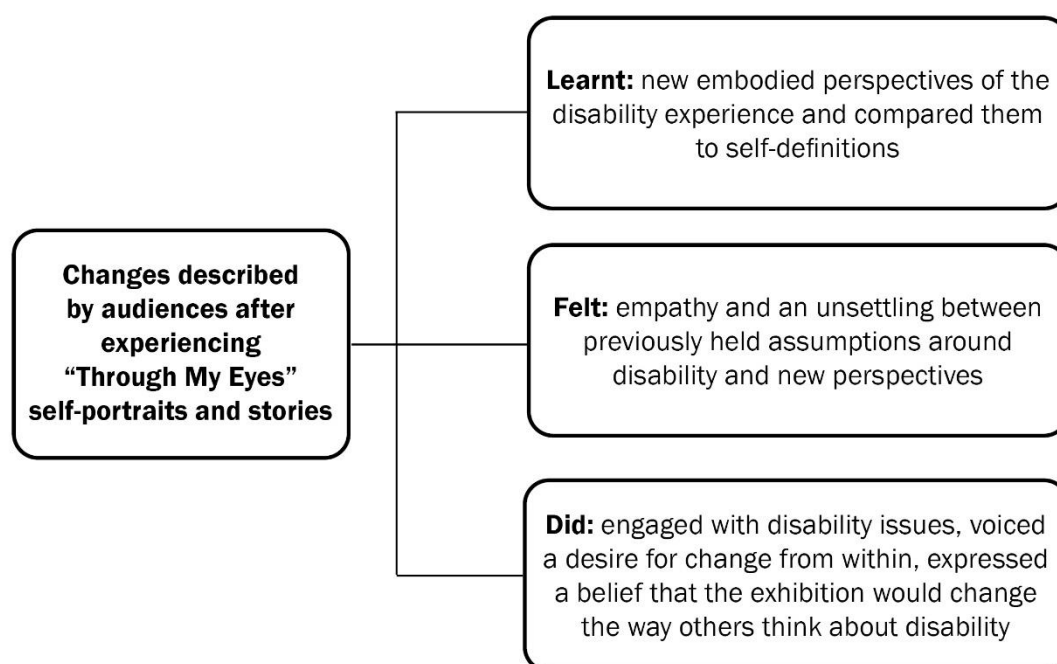 Changes described
by audiences after
experiencing
“Through My Eyes”
self-portraits and stories
Learnt: new embodied perspectives of the
disability experience and compared them
to self-definitions
Felt: empathy and an unsettling between
previously held assumptions around
disability and new perspectives
Did: engaged with disability issues, voiced
a desire for change from within, expressed
a belief that the exhibition would change
the way others think about disability